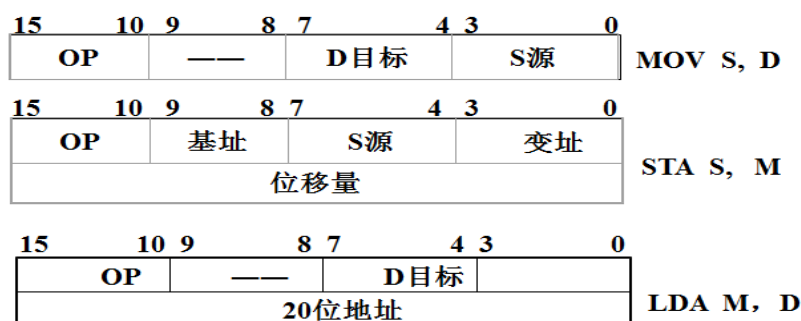 15 10 9 8 7 4 3 0
OP —— D目标 S源 MOV S, D
15 10 9 8 7 4 3 0
OP 基址 S源 变址
位移量 STA S, M
15 10 9 8 7 4 3 0
OP —— D目标
20位地址 LDA M, D